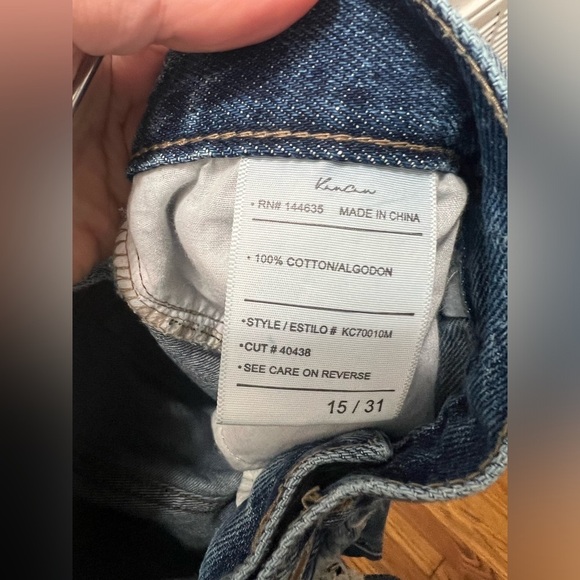 KanCan
• RN# 144635 MADE IN CHINA
• 100% COTTON/ALGODON
•STYLE / ESTILO # KC70010M
•CUT # 40438
•SEE CARE ON REVERSE
15 / 31